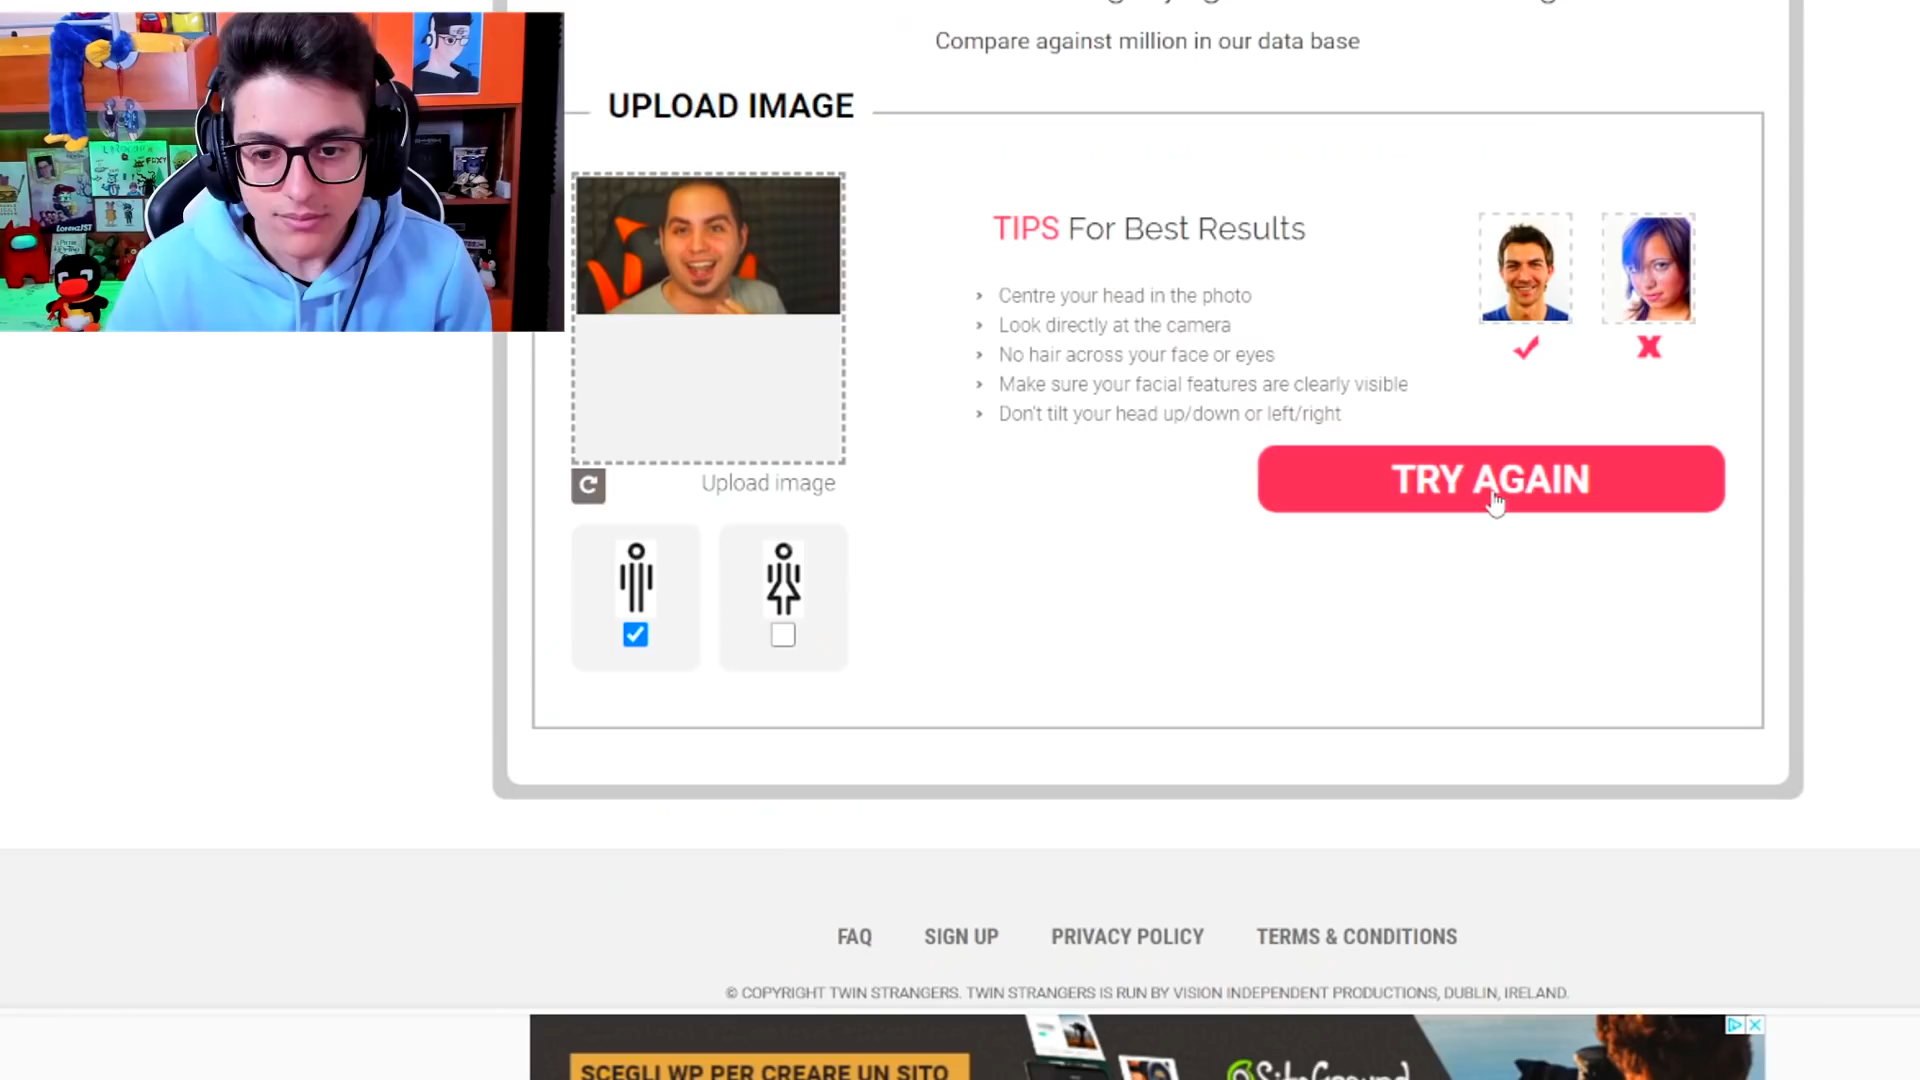 Compare against million in our data base
UPLOAD IMAGE
TIPS For Best Results
Centre your head in the photo
Look directly at the camera
No hair across your face or eyes
Make sure your facial features are clearly visible
Don't tilt your head up/down or left/right
TRY AGAIN
Upload image
FAQ
SIGN UP
PRIVACY POLICY
TERMS & CONDITIONS
© COPYRIGHT TWIN STRANGERS. TWIN STRANGERS IS RUN BY VISION INDEPENDENT PRODUCTIONS, DUBLIN, IRELAND.
SCEGLI WP PER CREARE UN SITO
SiteGround
FOXY
LorenzIST